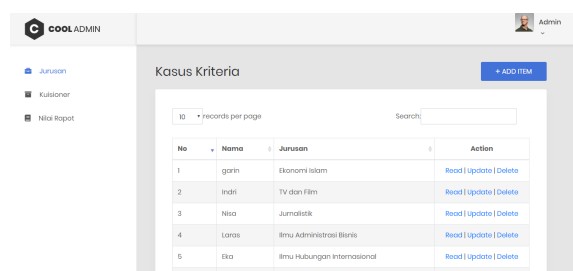 COOL ADMIN
Admin
Jurusan
Kuisioner
Nilai Rapot
Kasus Kriteria
+ ADD ITEM
10 records per page
Search:
No Nama Jurusan Action
1 garin Ekonomi Islam Read | Update | Delete
2 Indri TV dan Film Read | Update | Delete
3 Nisa Jurnalistik Read | Update | Delete
4 Laras Ilmu Administrasi Bisnis Read | Update | Delete
5 Eka Ilmu Hubungan Internasional Read | Update | Delete